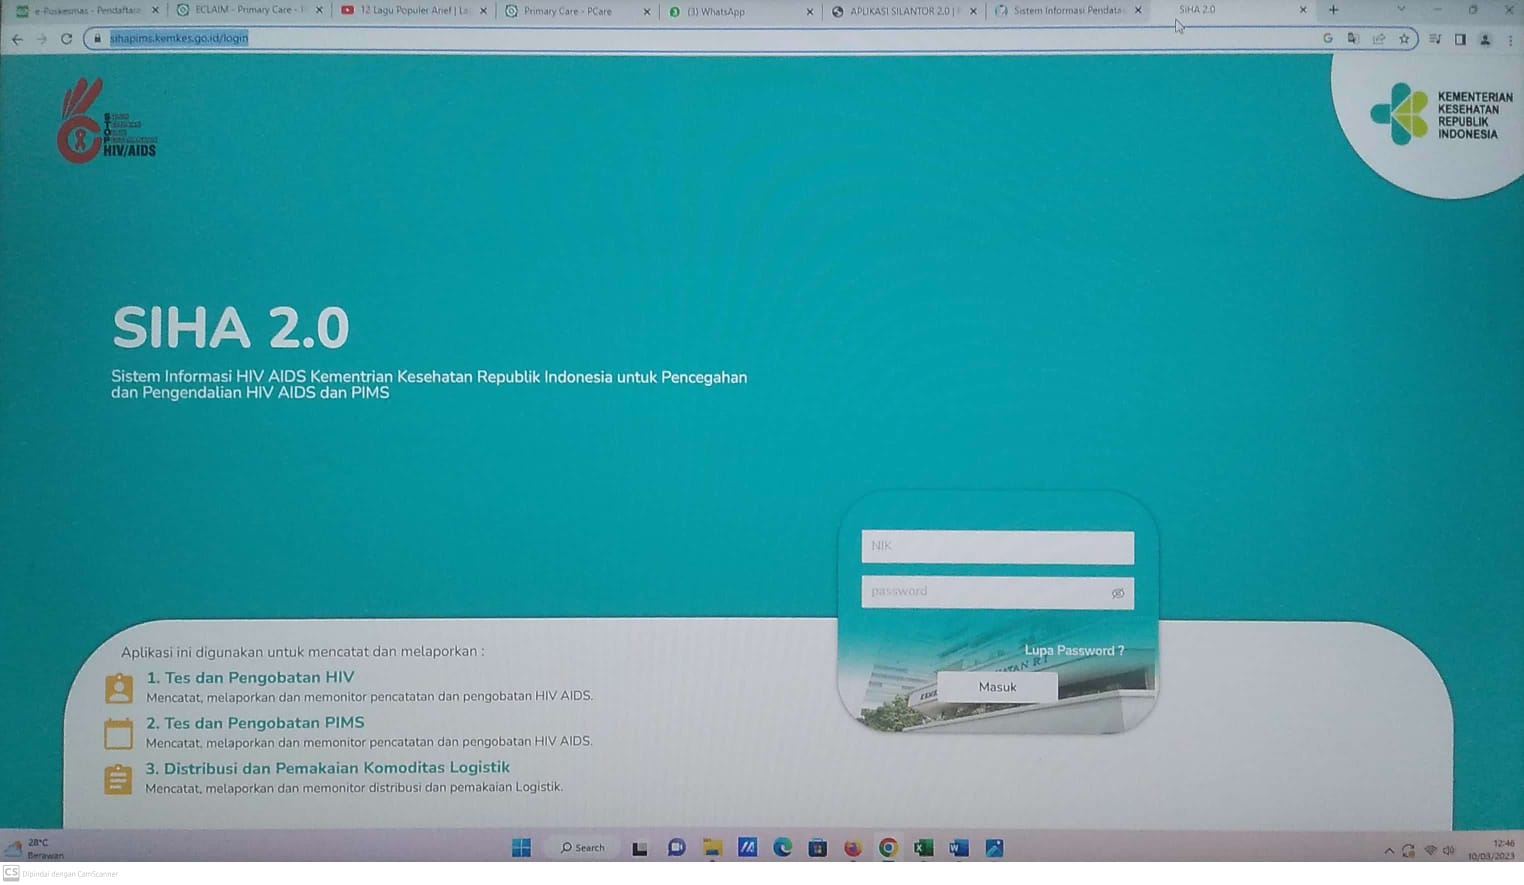 e-Puskesmas - Pendaftar
ECLAIM - Primary Care -
12 Lagu Populer Arief | La
Primary Care - PCare
(3) WhatsApp
APLIKASI SILANTOR 2.0 |
Sistem Informasi Pendata
SIHA 2.0
sihapims.kemkes.go.id/login
HIV/AIDS
KEMENTERIAN
KESEHATAN
REPUBLIK
INDONESIA
SIHA 2.0
Sistem Informasi HIV AIDS Kementrian Kesehatan Republik Indonesia untuk Pencegahan
dan Pengendalian HIV AIDS dan PIMS
NIK
password
Lupa Password ?
Masuk
Aplikasi ini digunakan untuk mencatat dan melaporkan :
1. Tes dan Pengobatan HIV
Mencatat, melaporkan dan memonitor pencatatan dan pengobatan HIV AIDS.
2. Tes dan Pengobatan PIMS
Mencatat, melaporkan dan memonitor pencatatan dan pengobatan HIV AIDS.
3. Distribusi dan Pemakaian Komoditas Logistik
Mencatat, melaporkan dan memonitor distribusi dan pemakaian Logistik.
28°C
Berawan
Search
12:46
10/03/2023
CS Dipindai dengan CamScanner